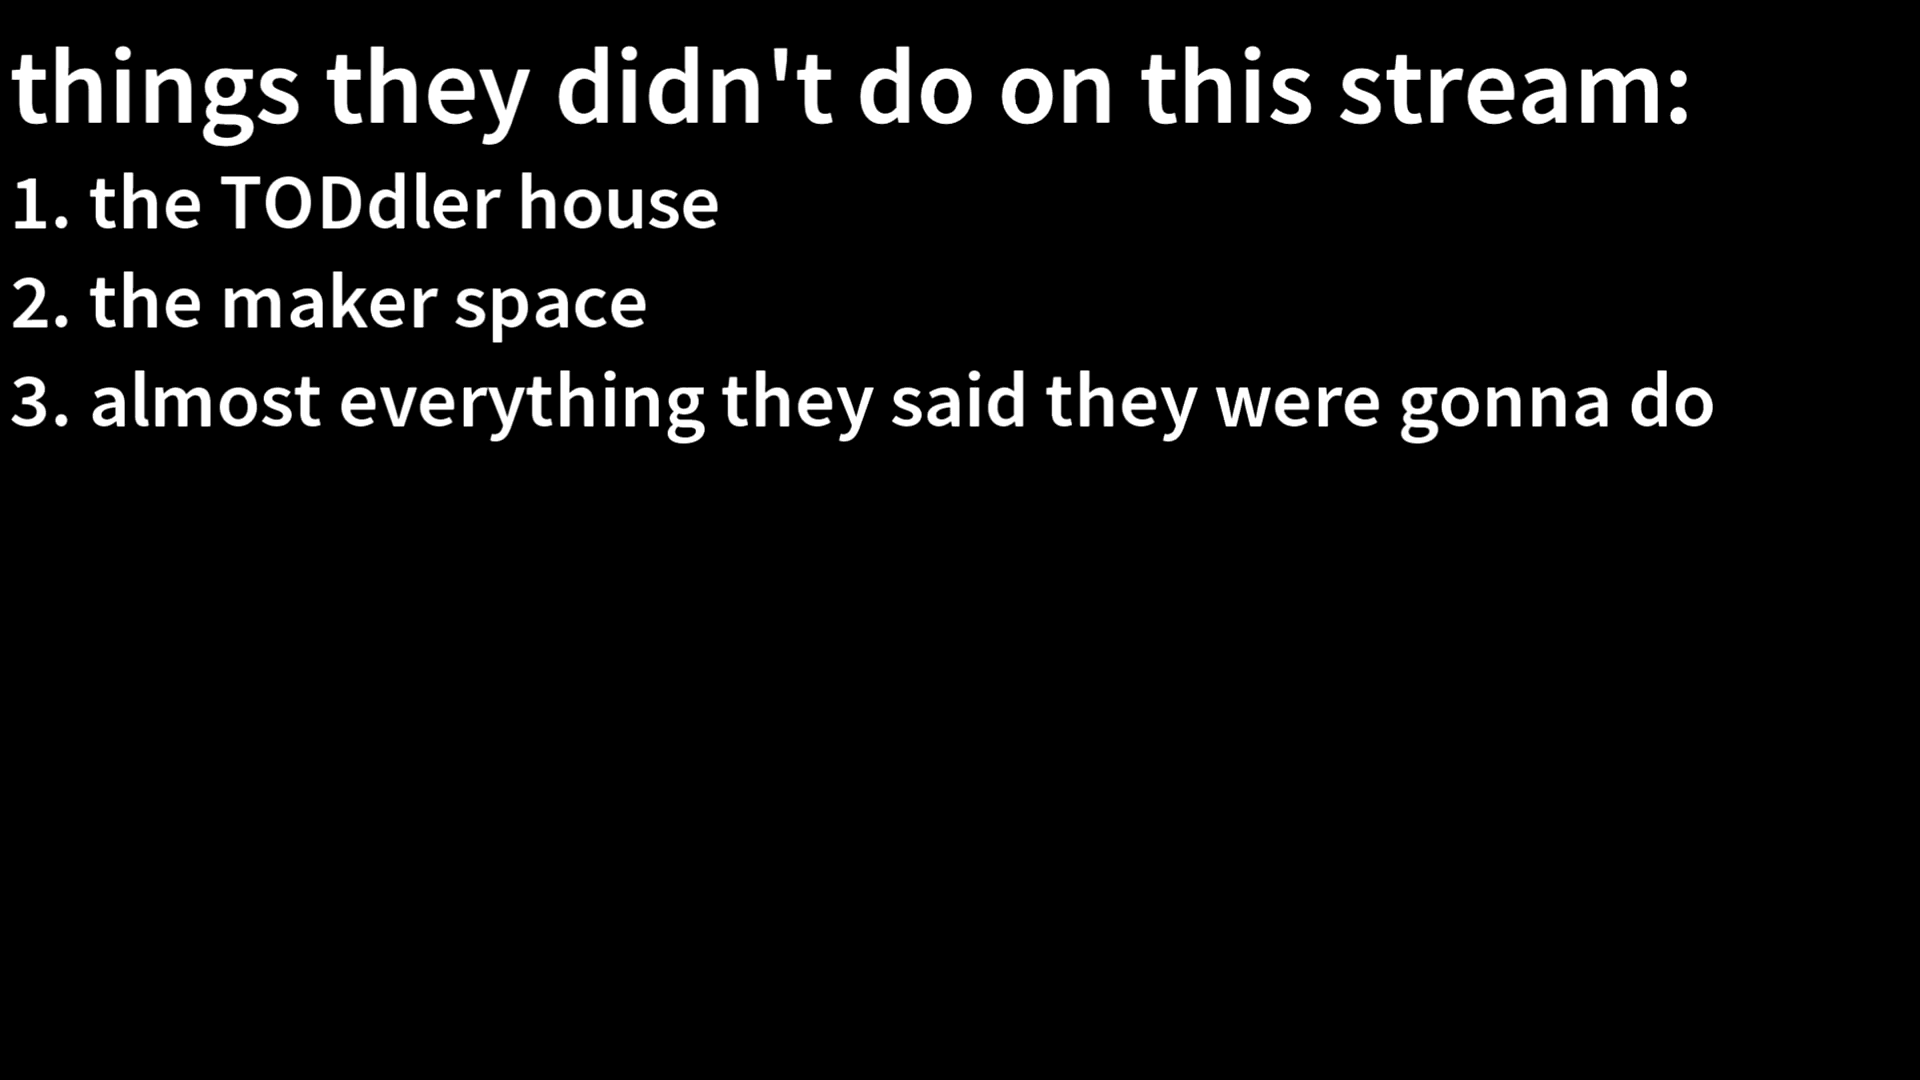 things they didn't do on this stream:
1. the TODdler house
2. the maker space
3. almost everything they said they were gonna do